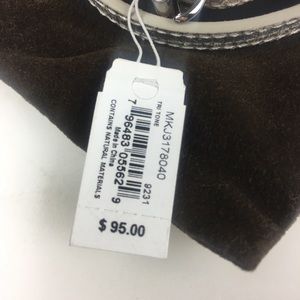 MKJ3178040
TRI TONE
9231
7 96483 05562 9
Made in China
CONTAINS NATURAL MATERIALS
$ 95.00